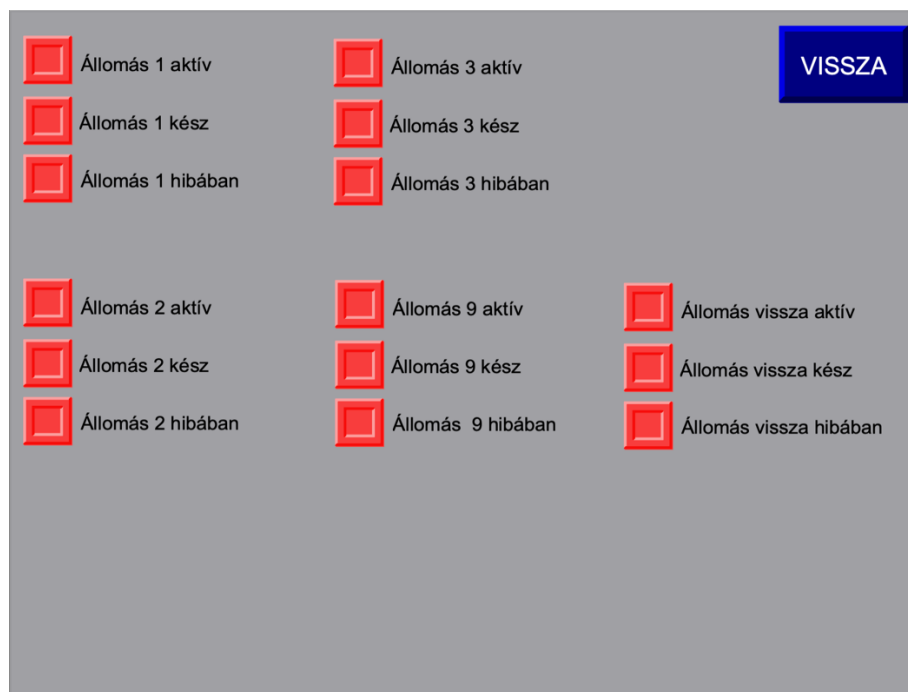 Állomás 1 aktív
Állomás 1 kész
Állomás 1 hibában
Állomás 3 aktív
Állomás 3 kész
Állomás 3 hibában
VISSZA
Állomás 2 aktív
Állomás 2 kész
Állomás 2 hibában
Állomás 9 aktív
Állomás 9 kész
Állomás  9 hibában
Állomás vissza aktív
Állomás vissza kész
Állomás vissza hibában